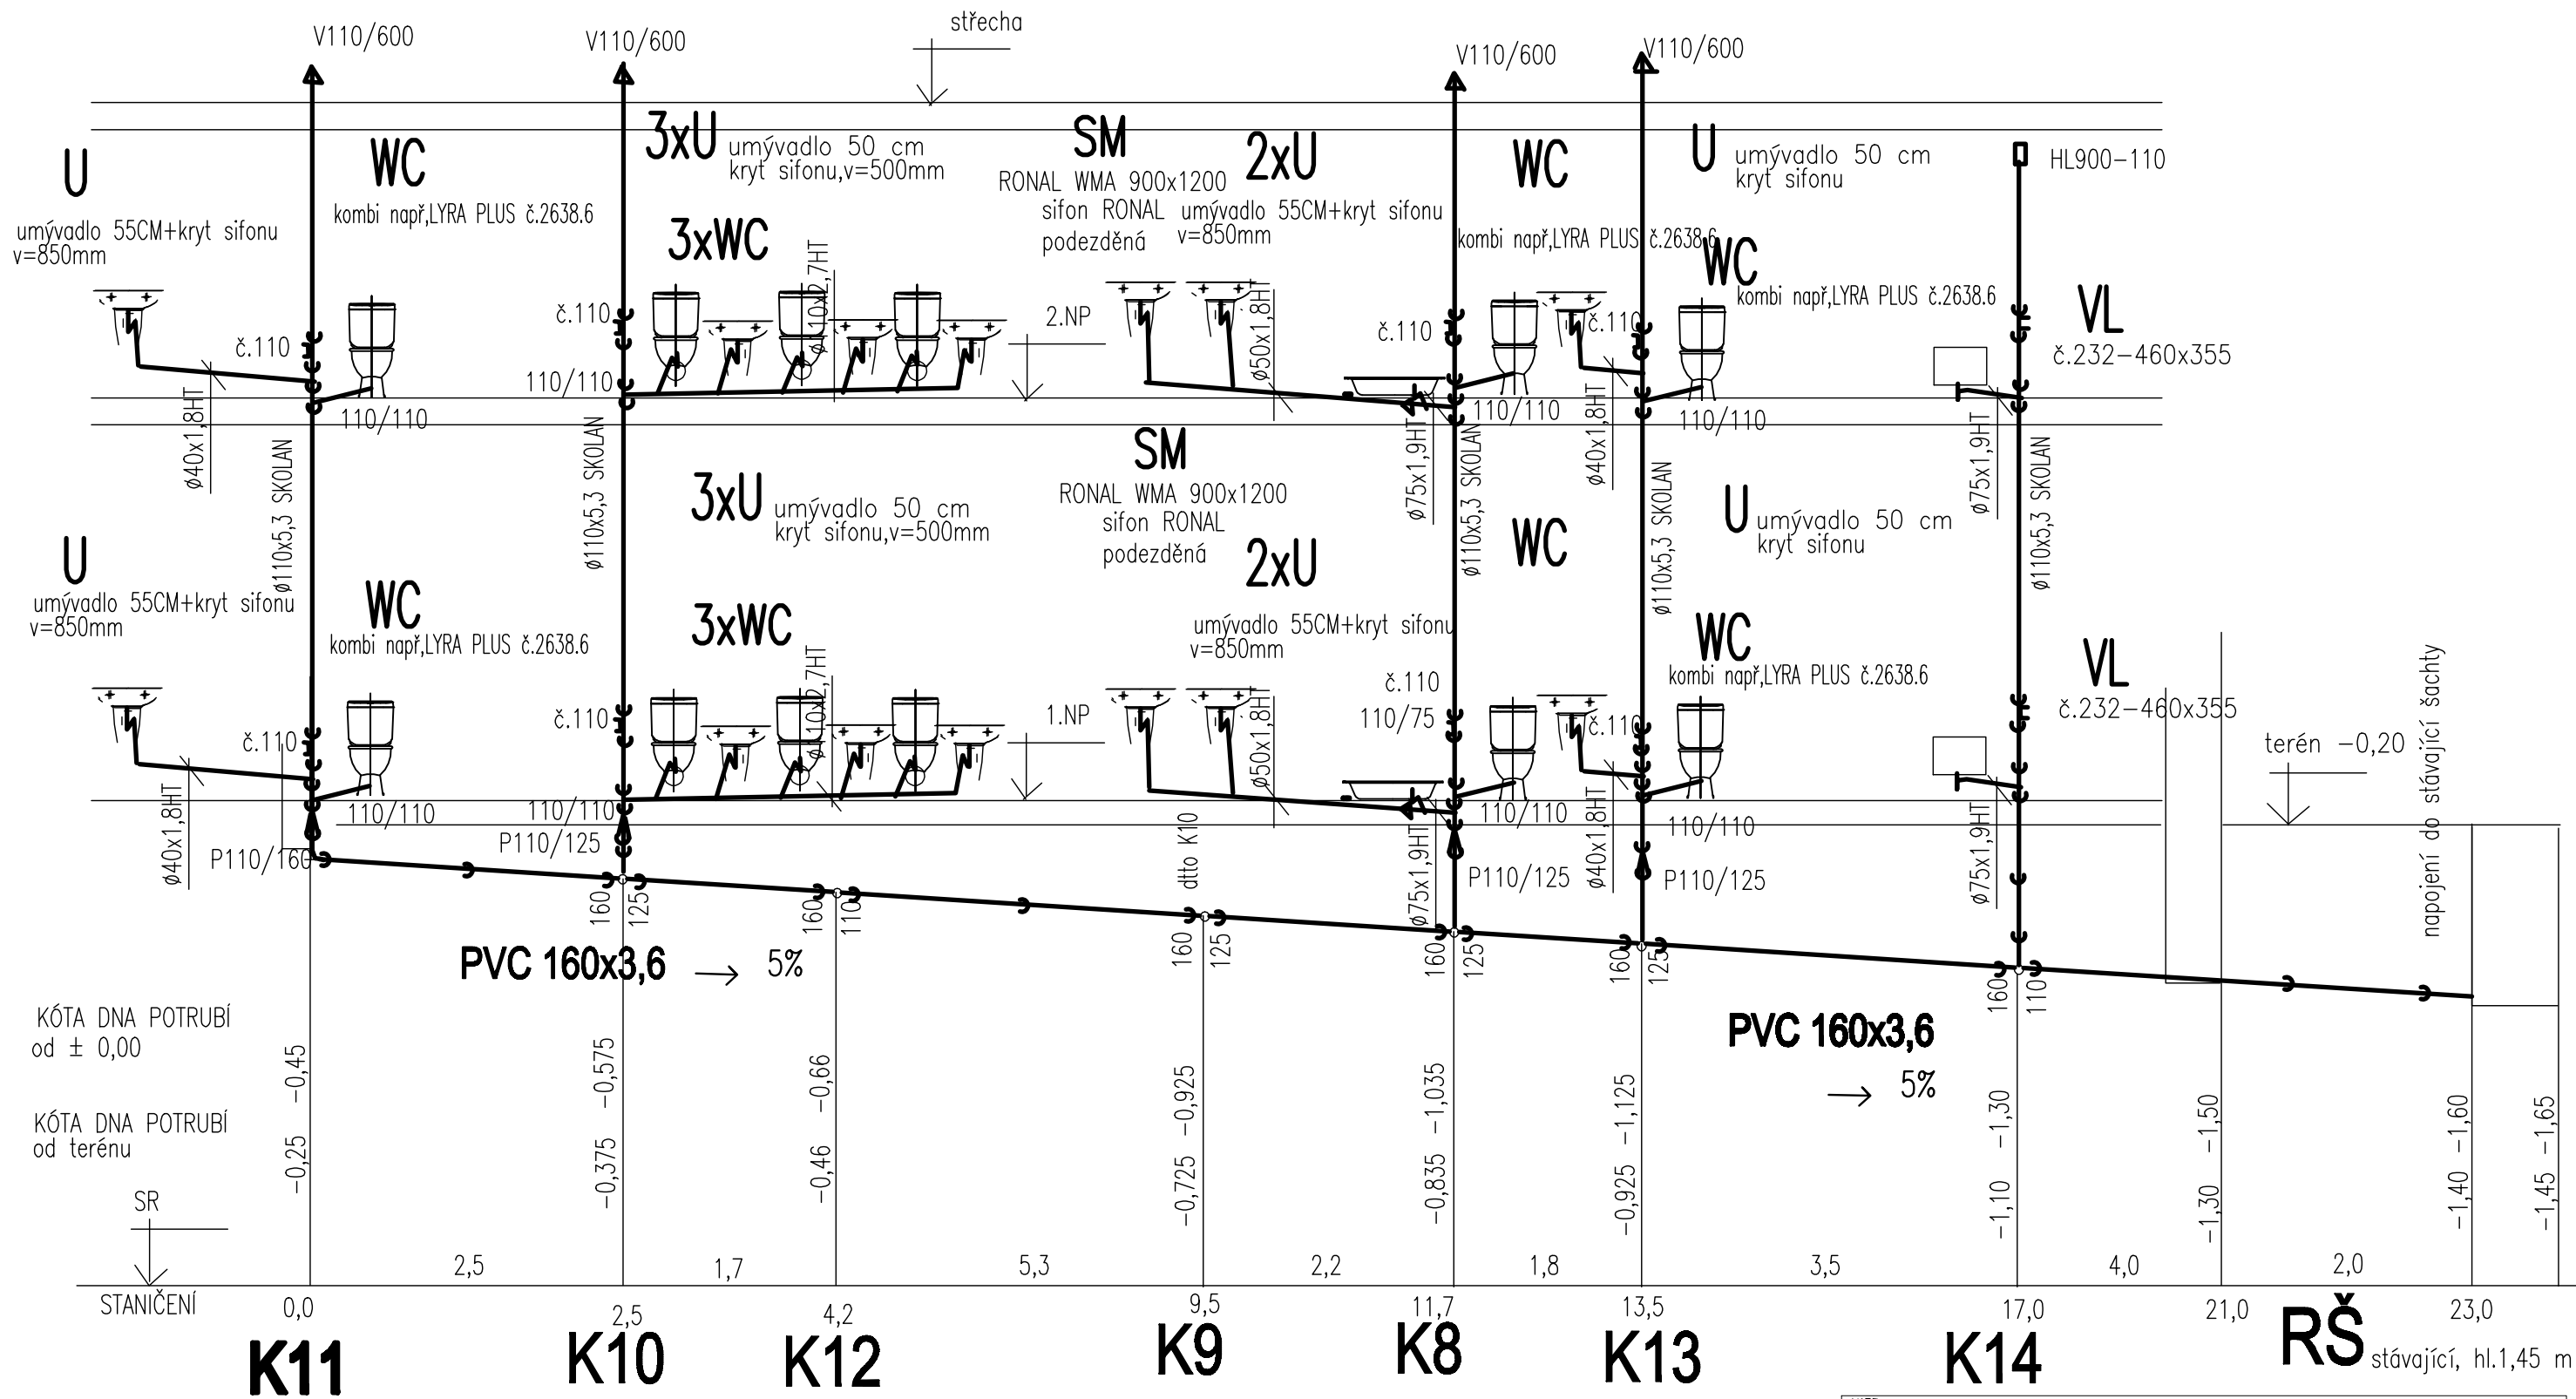 střecha
V110/600
V110/600
V110/600
V110/600
U
umývadlo 55CM+kryt sifonu
v=850mm
WC
kombi např,LYRA PLUS č.2638.6
3xU
umývadlo 50 cm
kryt sifonu,v=500mm
3xWC
SM
RONAL WMA 900x1200
sifon RONAL
podezděná
2xU
umývadlo 55CM+kryt sifonu
v=850mm
WC
kombi např,LYRA PLUS č.2638.6
U
umývadlo 50 cm
kryt sifonu
WC
kombi např,LYRA PLUS č.2638.6
HL900-110
VL
č.232-460x355
č.110
č.110
č.110
č.110
ø110x2,7HT
2.NP
ø50x1,8HT
110/110
110/110
110/110
110/110
ø40x1,8HT
ø110x5,3 SKOLAN
ø110x5,3 SKOLAN
ø75x1,9HT
ø110x5,3 SKOLAN
ø40x1,8HT
ø110x5,3 SKOLAN
ø75x1,9HT
ø110x5,3 SKOLAN
U
umývadlo 55CM+kryt sifonu
v=850mm
WC
kombi např,LYRA PLUS č.2638.6
3xU
umývadlo 50 cm
kryt sifonu,v=500mm
3xWC
SM
RONAL WMA 900x1200
sifon RONAL
podezděná
2xU
umývadlo 55CM+kryt sifonu
v=850mm
WC
U
umývadlo 50 cm
kryt sifonu
WC
kombi např,LYRA PLUS č.2638.6
VL
č.232-460x355
č.110
č.110
č.110
110/75
č.110
ø110x2,7HT
1.NP
ø50x1,8HT
terén -0,20
napojení do stávající šachty
110/110
110/110
110/110
110/110
ø40x1,8HT
P110/160
P110/125
dtto K10
ø75x1,9HT
P110/125
ø40x1,8HT
P110/125
ø75x1,9HT
160
125
160
110
160
125
160
125
160
125
160
110
PVC 160x3,6
5%
PVC 160x3,6
5%
KÓTA DNA POTRUBÍ
od ± 0,00
-0,45
-0,575
-0,66
-0,925
-1,035
-1,125
-1,30
-1,50
-1,60
-1,65
KÓTA DNA POTRUBÍ
od terénu
-0,25
-0,375
-0,46
-0,725
-0,835
-0,925
-1,10
-1,30
-1,40
-1,45
SR
2,5
1,7
5,3
2,2
1,8
3,5
4,0
2,0
STANIČENÍ
0,0
2,5
4,2
9,5
11,7
13,5
17,0
21,0
23,0
K11
K10
K12
K9
K8
K13
K14
RŠ
stávající, hl.1,45 m